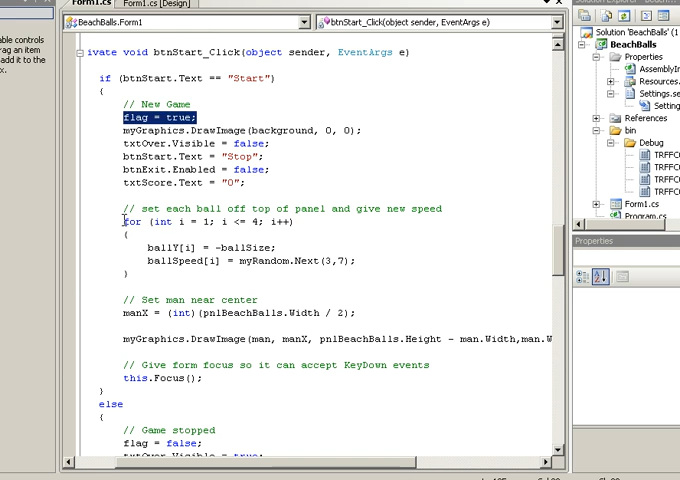 Form1.cs
Form1.cs [Design]
BeachBalls.Form1
btnStart_Click(object sender, EventArgs e)
ivate void btnStart_Click(object sender, EventArgs e)
if (btnStart.Text == "Start")
{
// New Game
flag = true;
myGraphics.DrawImage(background, 0, 0);
txtOver.Visible = false;
btnStart.Text = "Stop";
btnExit.Enabled = false;
txtScore.Text = "0";
// set each ball off top of panel and give new speed
for (int i = 1; i <= 4; i++)
{
ballY[i] = -ballSize;
ballSpeed[i] = myRandom.Next(3,7);
}
// Set man near center
manX = (int)(pnlBeachBalls.Width / 2);
myGraphics.DrawImage(man, manX, pnlBeachBalls.Height - man.Width,man.W
// Give form focus so it can accept KeyDown events
this.Focus();
}
else
{
// Game stopped
flag = false;
able controls
rag an item
add it to the
x.
Solution 'BeachBalls' (1 p
BeachBalls
Properties
AssemblyIn
Resources.
Settings.se
Setting
References
bin
Debug
TRFFC
TRFFC
TRFFC
TRFFC
Form1.cs
Program.cs
Properties